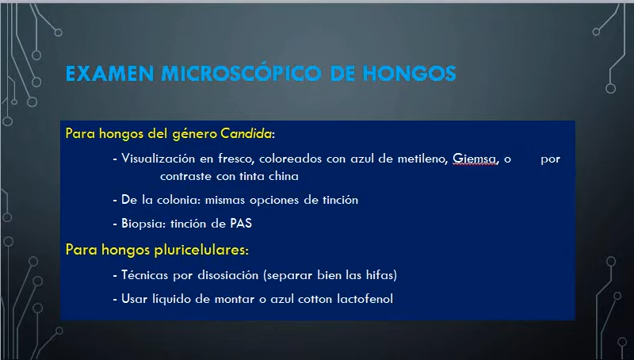 EXAMEN MICROSCÓPICO DE HONGOS
Para hongos del género Candida:
- Visualización en fresco, coloreados con azul de metileno, Giemsa, o por
contraste con tinta china
- De la colonia: mismas opciones de tinción
- Biopsia: tinción de PAS
Para hongos pluricelulares:
- Técnicas por disosiación (separar bien las hifas)
- Usar líquido de montar o azul cotton lactofenol